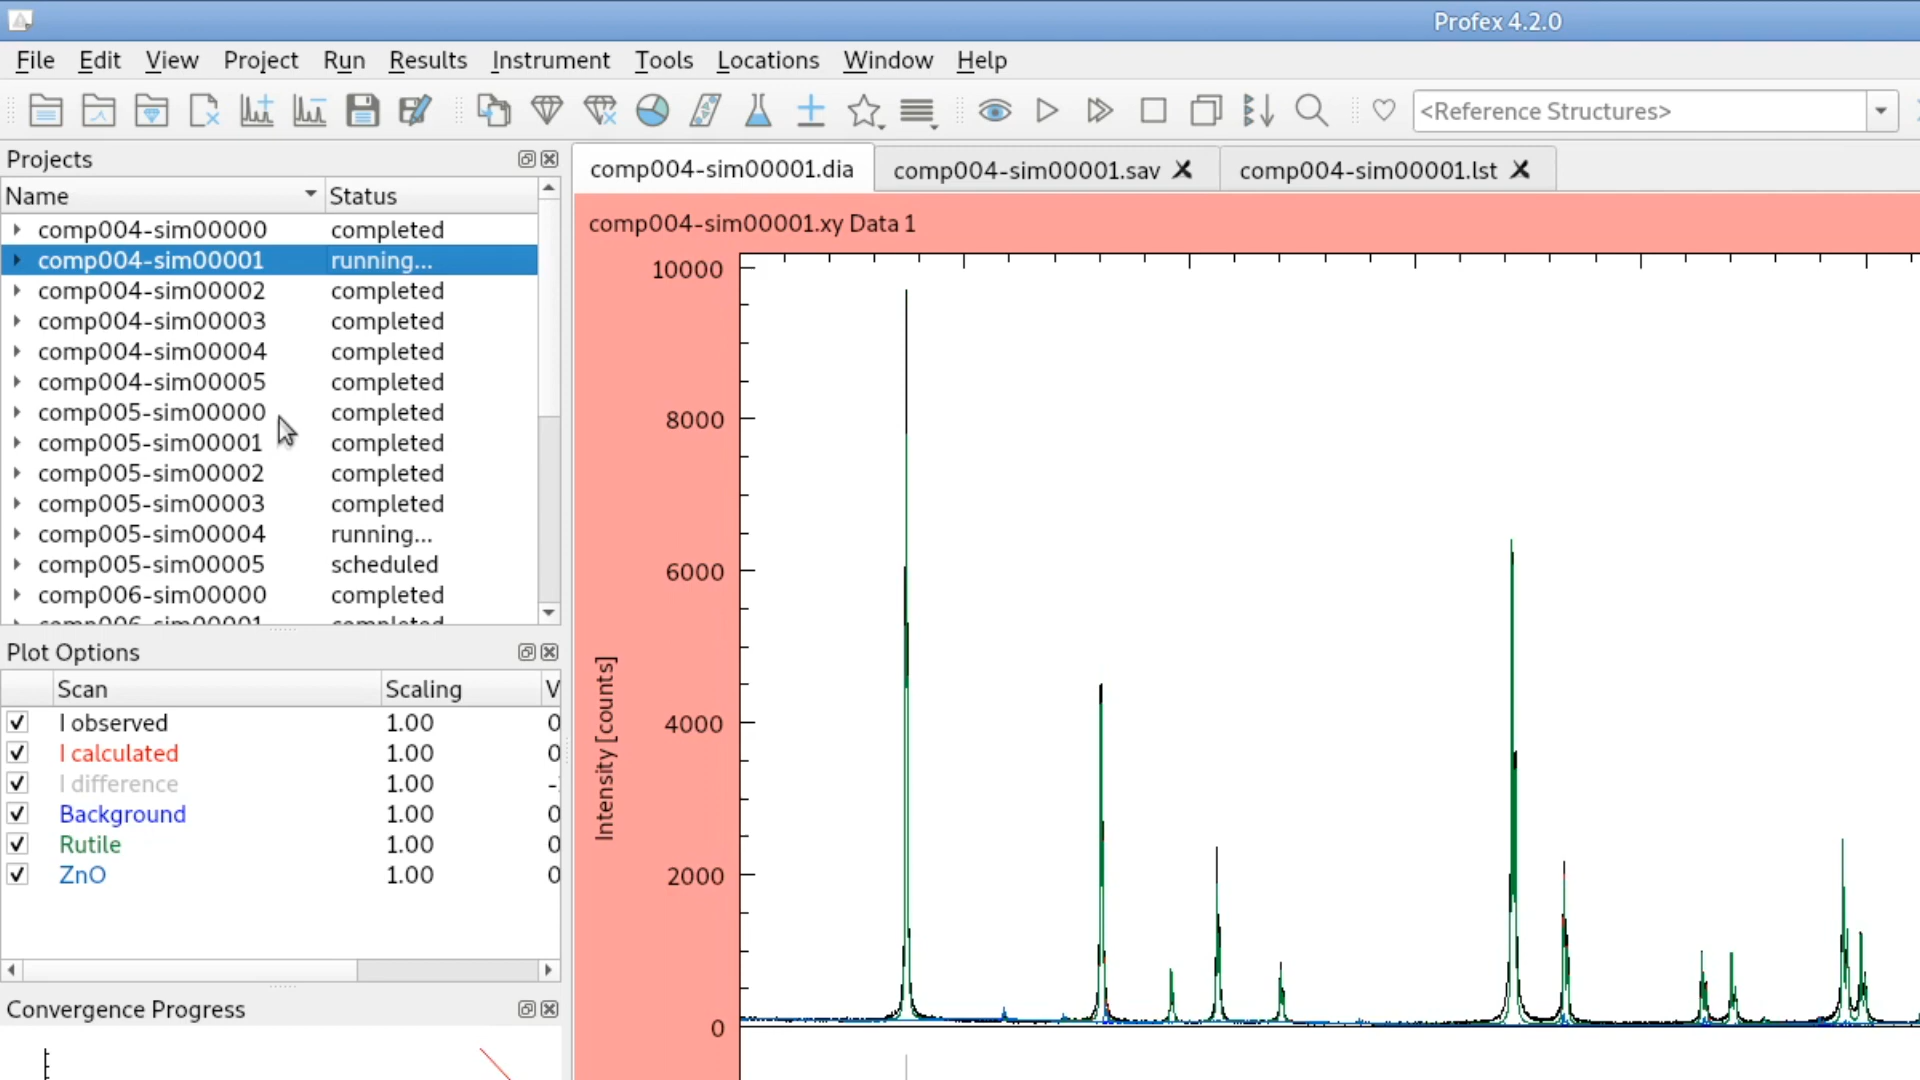 Profex 4.2.0
File Edit View Project Run Results Instrument Tools Locations Window Help
<Reference Structures>
Projects
comp004-sim00001.dia comp004-sim00001.sav comp004-sim00001.lst
Name Status
comp004-sim00000 completed
comp004-sim00001 running...
comp004-sim00002 completed
comp004-sim00003 completed
comp004-sim00004 completed
comp004-sim00005 completed
comp005-sim00000 completed
comp005-sim00001 completed
comp005-sim00002 completed
comp005-sim00003 completed
comp005-sim00004 running...
comp005-sim00005 scheduled
comp006-sim00000 completed
comp006-sim00001 completed
Plot Options
Scan Scaling V
I observed 1.00 0
I calculated 1.00 0
I difference 1.00 -
Background 1.00 0
Rutile 1.00 0
ZnO 1.00 0
Convergence Progress
comp004-sim00001.xy Data 1
10000
8000
6000
4000
2000
0
Intensity [counts]